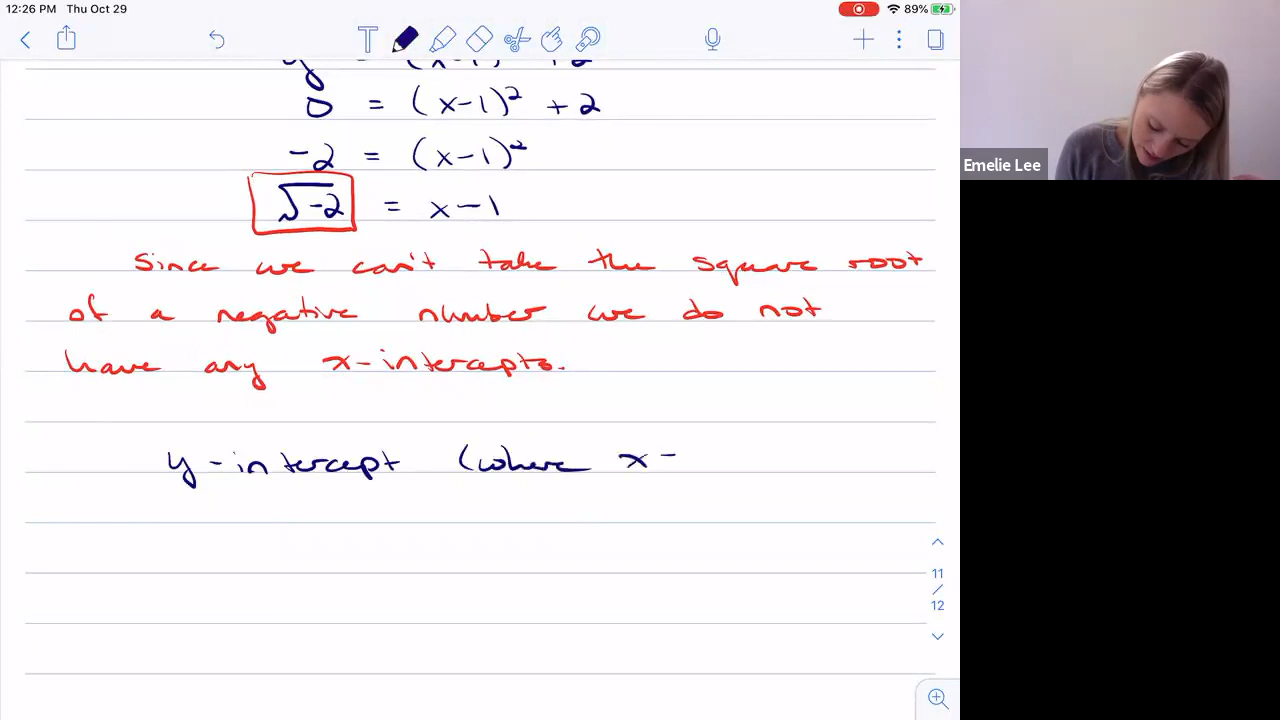 12:26 PM Thu Oct 29
89%
T
y = (x-1)² + 2
0 = (x-1)² + 2
-2 = (x-1)²
√-2 = x-1
Since we can't take the square root
of a negative number we do not
have any x-intercepts.
y-intercept (where x =
11
/
12
Emelie Lee